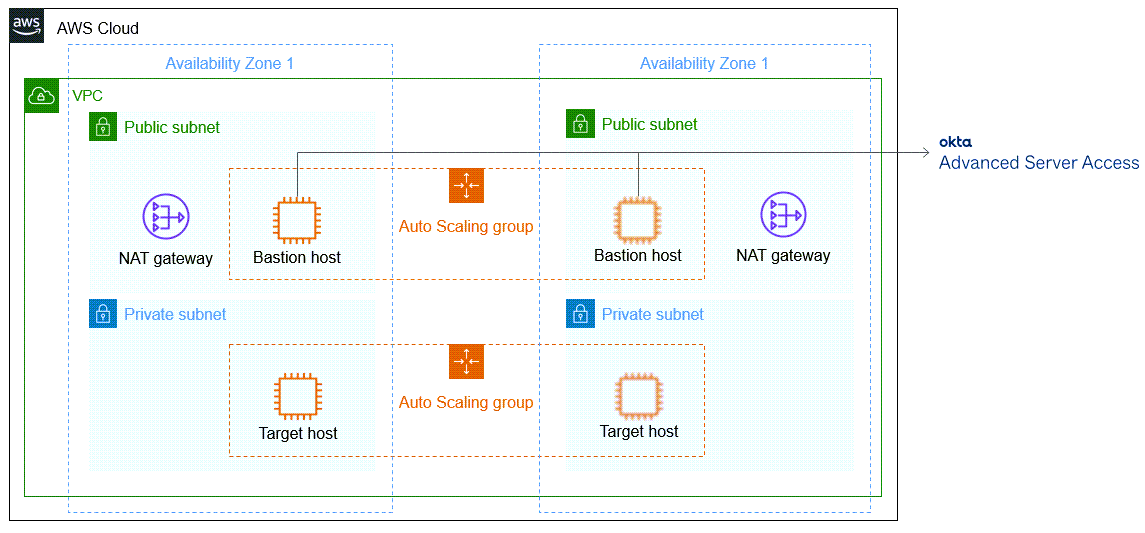 aws
AWS Cloud
Availability Zone 1
Availability Zone 1
VPC
Public subnet
Public subnet
okta
Advanced Server Access
Auto Scaling group
NAT gateway
Bastion host
Bastion host
NAT gateway
Private subnet
Private subnet
Auto Scaling group
Target host
Target host